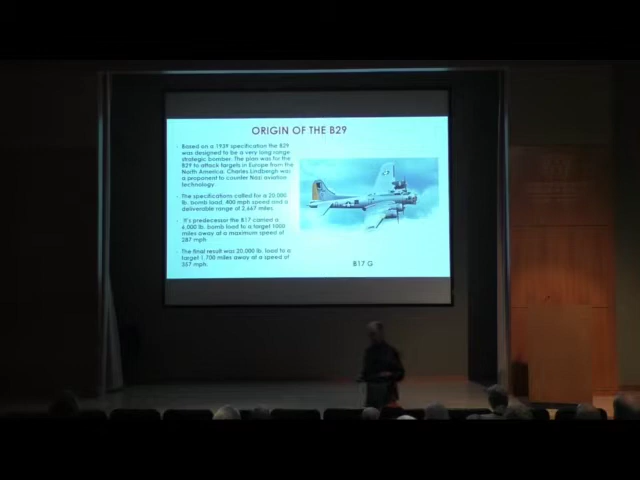 ORIGIN OF THE B29
- Based on a 1939 specification the B29
was designed to be a very long range
strategic bomber. The plan was for the
B29 to attack targets in Europe from the
North America. Charles Lindbergh was
a proponent to counter Nazi aviation
technology
- The specifications called for a 20,000
lb. bomb load, 400 mph speed and a
deliverable range of 2,667 miles.
- It's predecessor the B17 carried a
6,000 lb. bomb load to a target 1000
miles away at a maximum speed of
287 mph
- The final result was 20,000 lb. load to a
target 1,750 miles away at a speed of
357 mph.
B17 G